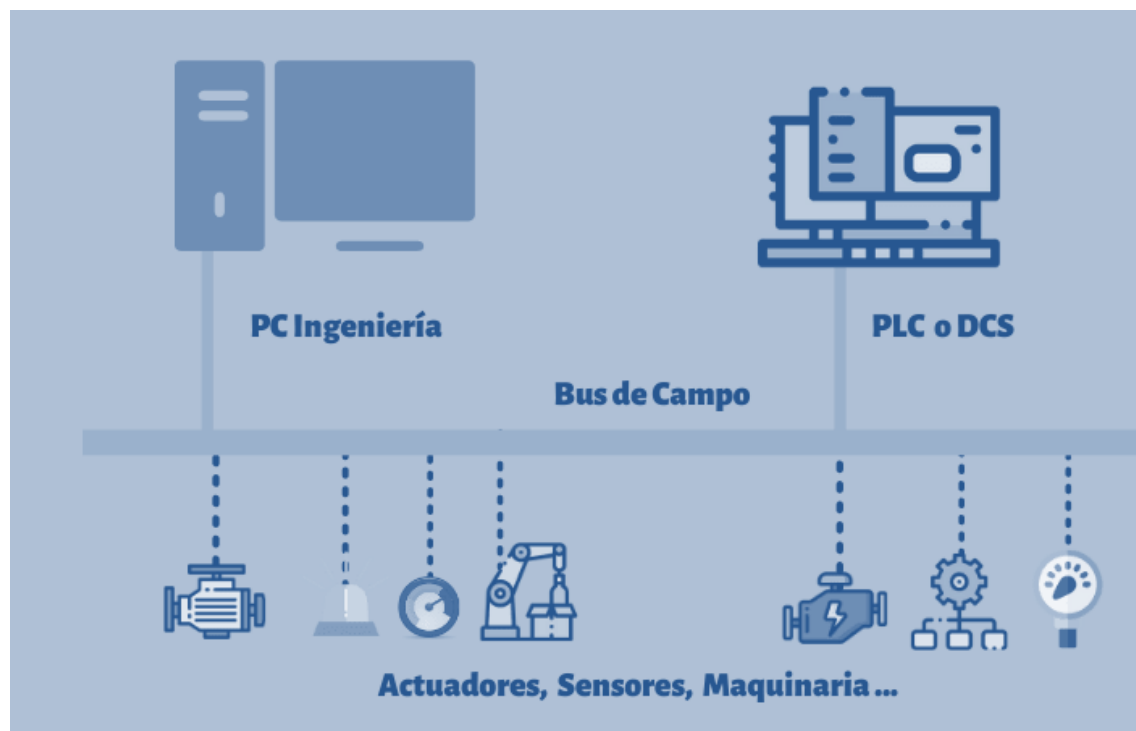 PC Ingeniería
PLC o DCS
Bus de Campo
Actuadores, Sensores, Maquinaria ...